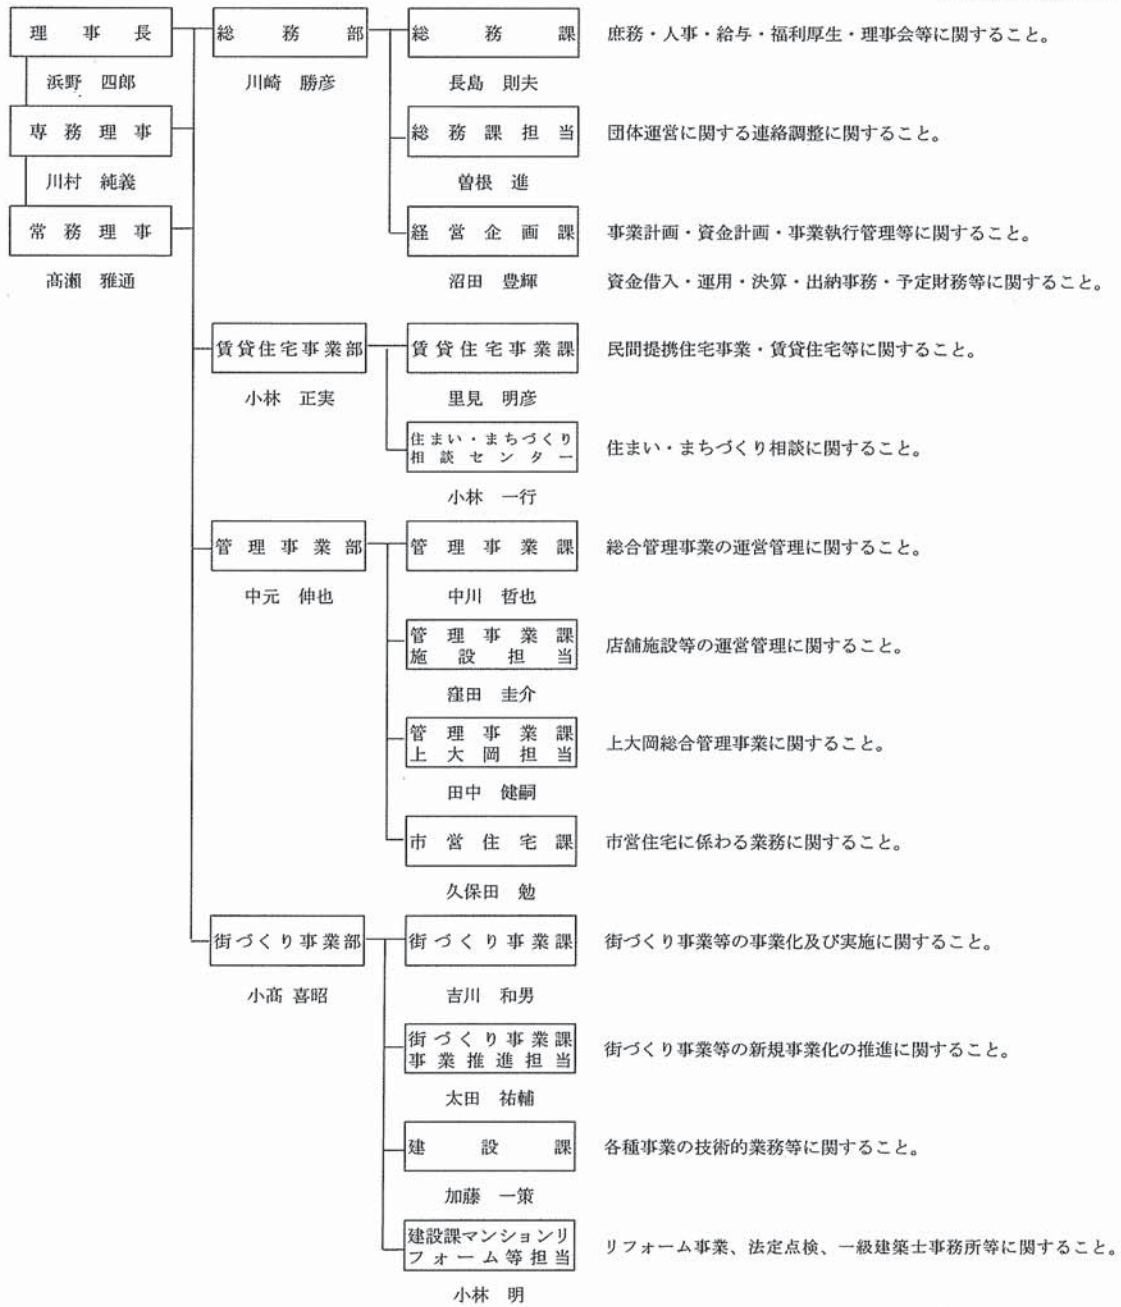 理事長 総務部 総務課 庶務・人事・給与・福利厚生・理事会等に関すること。
浜野 四郎 川崎 勝彦 長島 則夫
専務理事 総務課担当 団体運営に関する連絡調整に関すること。
川村 純義 曽根 進
常務理事 経営企画課 事業計画・資金計画・事業執行管理等に関すること。
高瀬 雅通 沼田 豊輝 資金借入・運用・決算・出納事務・予定財務等に関すること。
賃貸住宅事業部 賃貸住宅事業課 民間提携住宅事業・賃貸住宅等に関すること。
小林 正実 里見 明彦
住まい・まちづくり
相談センター 住まい・まちづくり相談に関すること。
小林 一行
管理事業部 管理事業課 総合管理事業の運営管理に関すること。
中元 伸也 中川 哲也
管理事業課
施設担当 店舗施設等の運営管理に関すること。
窪田 圭介
管理事業課
上大岡担当 上大岡総合管理事業に関すること。
田中 健嗣
市営住宅課 市営住宅に係わる業務に関すること。
久保田 勉
街づくり事業部 街づくり事業課 街づくり事業等の事業化及び実施に関すること。
小髙 喜昭 吉川 和男
街づくり事業課
事業推進担当 街づくり事業等の新規事業化の推進に関すること。
太田 祐輔
建設課 各種事業の技術的業務等に関すること。
加藤 一策
建設課マンションリ
フォーム等担当 リフォーム事業、法定点検、一級建築士事務所等に関すること。
小林 明